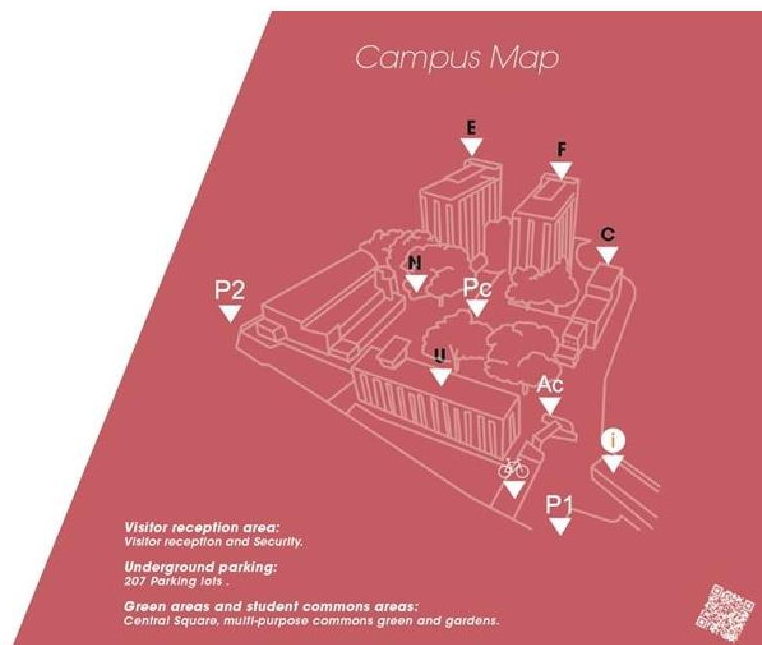 Campus Map
E
F
C
N
P2
Pc
U
Ac
i
P1
Visitor reception area:
Visitor reception and Security.
Underground parking:
207 Parking lots .
Green areas and student commons areas:
Central Square, multi-purpose commons green and gardens.